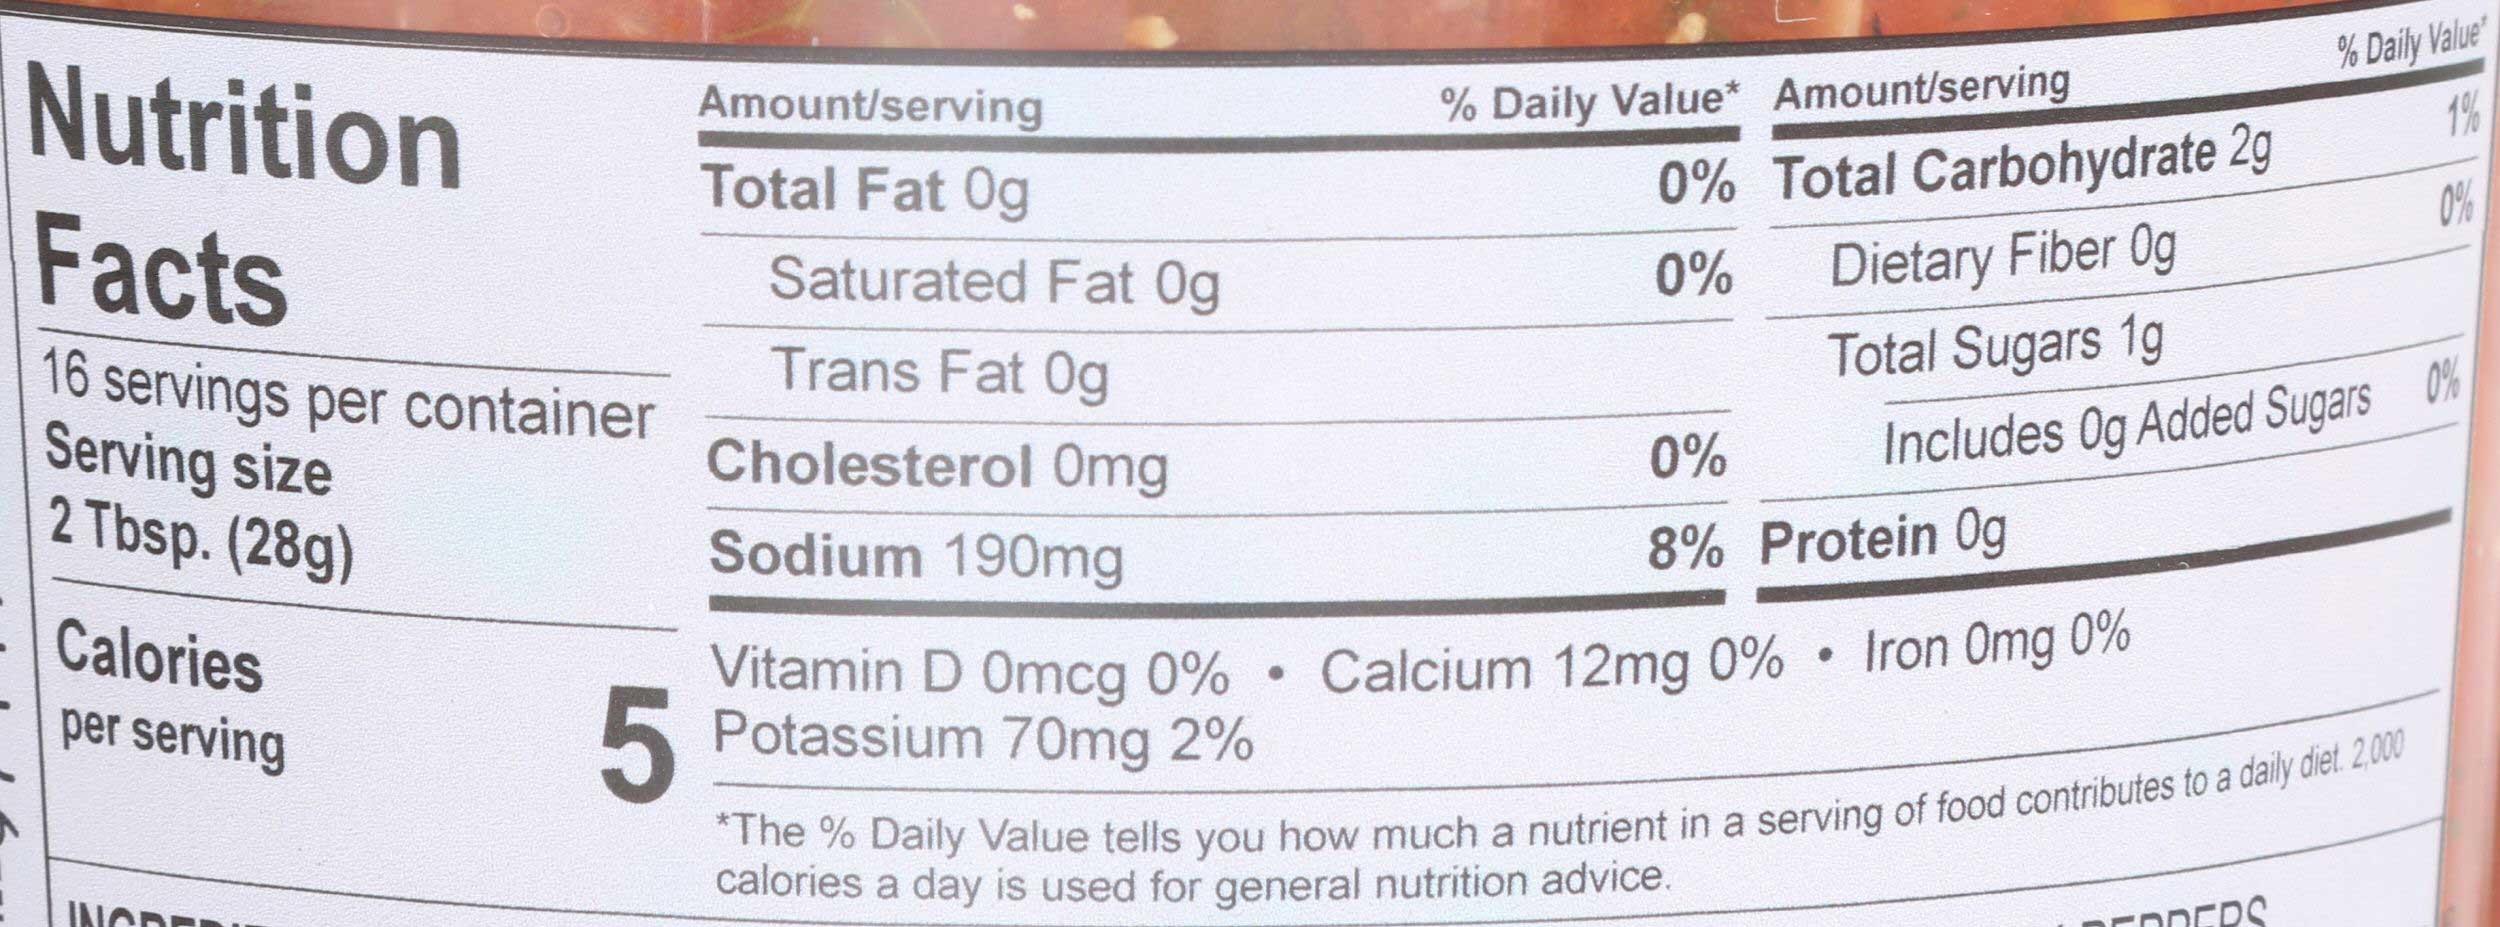 Nutrition
Facts
16 servings per container
Serving size
2 Tbsp. (28g)
Calories
per serving
5
Amount/serving % Daily Value*
Total Fat 0g 0%
Saturated Fat 0g 0%
Trans Fat 0g
Cholesterol 0mg 0%
Sodium 190mg 8%
Amount/serving % Daily Value*
Total Carbohydrate 2g 1%
Dietary Fiber 0g 0%
Total Sugars 1g
Includes 0g Added Sugars 0%
Protein 0g
Vitamin D 0mcg 0% • Calcium 12mg 0% • Iron 0mg 0%
Potassium 70mg 2%
*The % Daily Value tells you how much a nutrient in a serving of food contributes to a daily diet. 2,000
calories a day is used for general nutrition advice.
PEPPERS